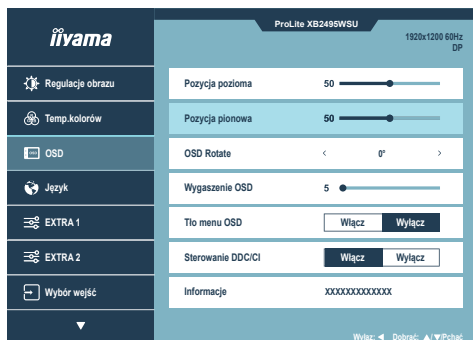 iiyama
ProLite XB2495WSU
1920x1200 60Hz
DP
Regulacje obrazu
Temp.kolorów
OSD
Język
EXTRA 1
EXTRA 2
Wybór wejść
Pozycja pozioma 50
Pozycja pionowa 50
OSD Rotate < 0° >
Wygaszenie OSD 5
Tło menu OSD Włącz Wyłącz
Sterowanie DDC/CI Włącz Wyłącz
Informacje XXXXXXXXXXXXX
Wyłaz: ◀ Dobrać: ▲/▼/Pchać